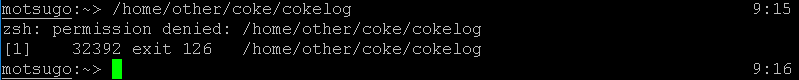 motsugo:~> /home/other/coke/cokelog 9:15
zsh: permission denied: /home/other/coke/cokelog
[1]    32392 exit 126   /home/other/coke/cokelog
motsugo:~> 9:16